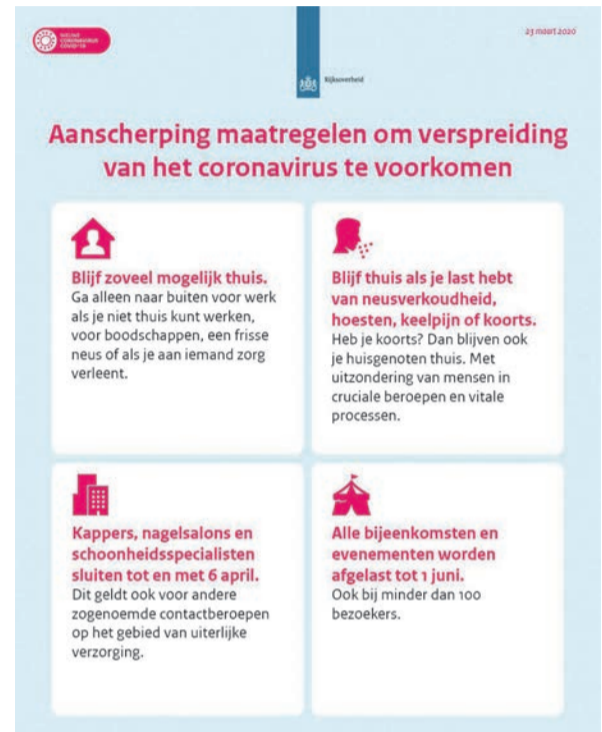 NIEUWE
CORONAVIRUS
COVID-19
23 maart 2020
Rijksoverheid
Aanscherping maatregelen om verspreiding
van het coronavirus te voorkomen
Blijf zoveel mogelijk thuis.
Ga alleen naar buiten voor werk
als je niet thuis kunt werken,
voor boodschappen, een frisse
neus of als je aan iemand zorg
verleent.
Blijf thuis als je last hebt
van neusverkoudheid,
hoesten, keelpijn of koorts.
Heb je koorts? Dan blijven ook
je huisgenoten thuis. Met
uitzondering van mensen in
cruciale beroepen en vitale
processen.
Kappers, nagelsalons en
schoonheidsspecialisten
sluiten tot en met 6 april.
Dit geldt ook voor andere
zogenoemde contactberoepen
op het gebied van uiterlijke
verzorging.
Alle bijeenkomsten en
evenementen worden
afgelast tot 1 juni.
Ook bij minder dan 100
bezoekers.